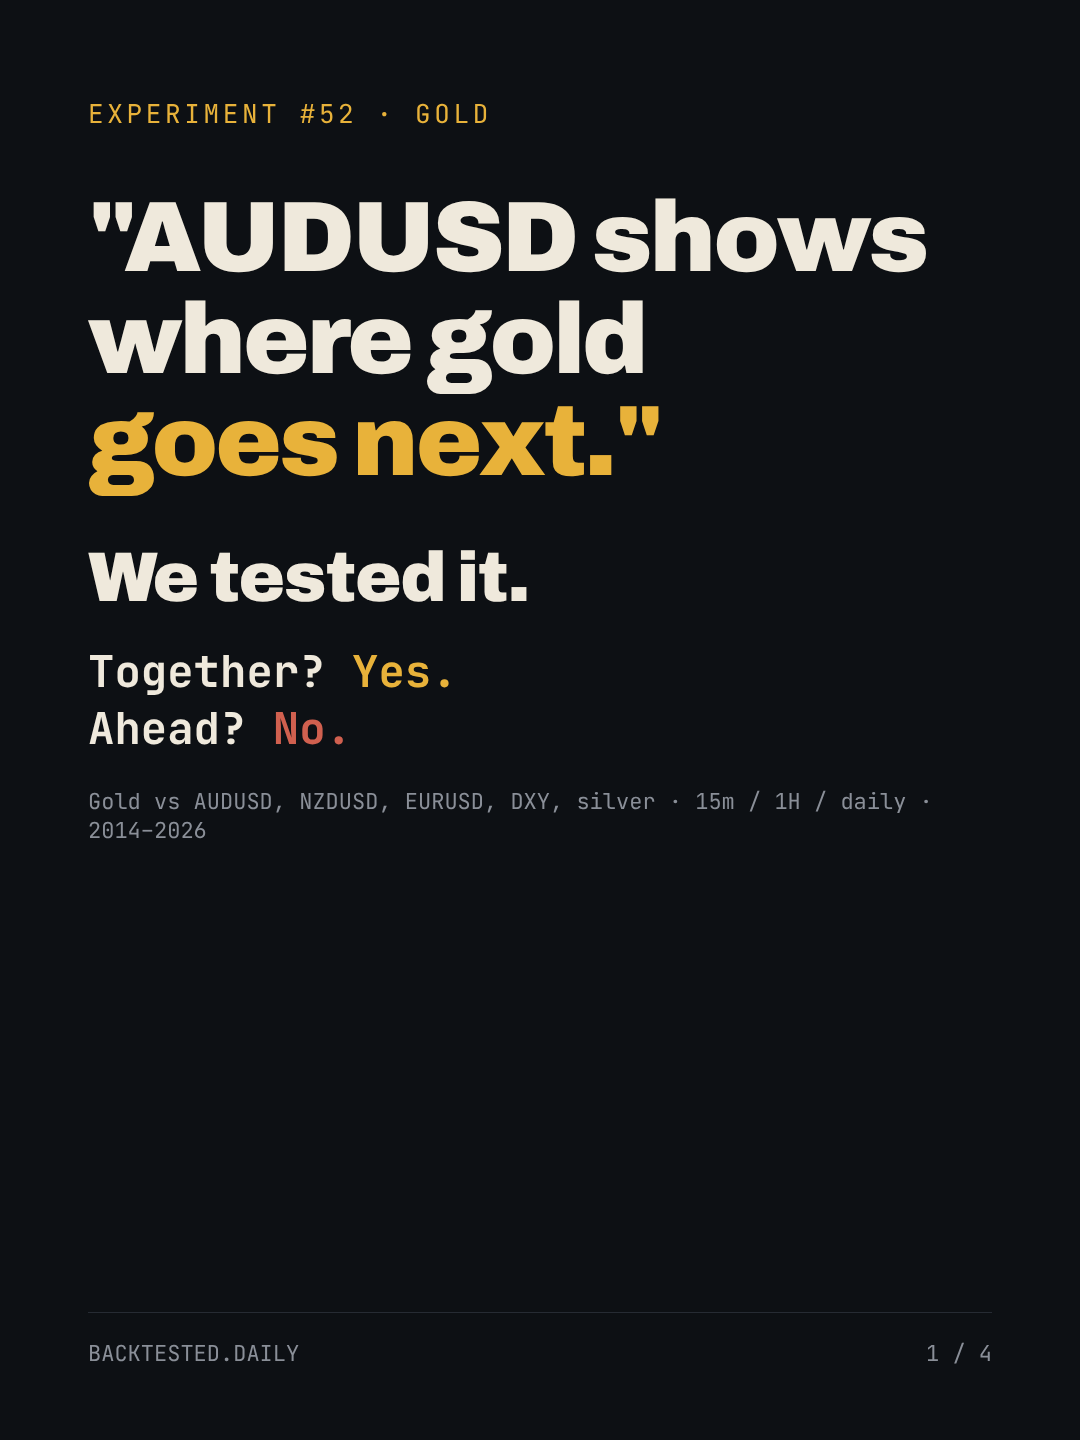 EXPERIMENT #52 · GOLD
"AUDUSD shows
where gold
goes next."
We tested it.
Together? Yes.
Ahead? No.
Gold vs AUDUSD, NZDUSD, EURUSD, DXY, silver · 15m / 1H / daily ·
2014–2026
BACKTESTED.DAILY
1 / 4